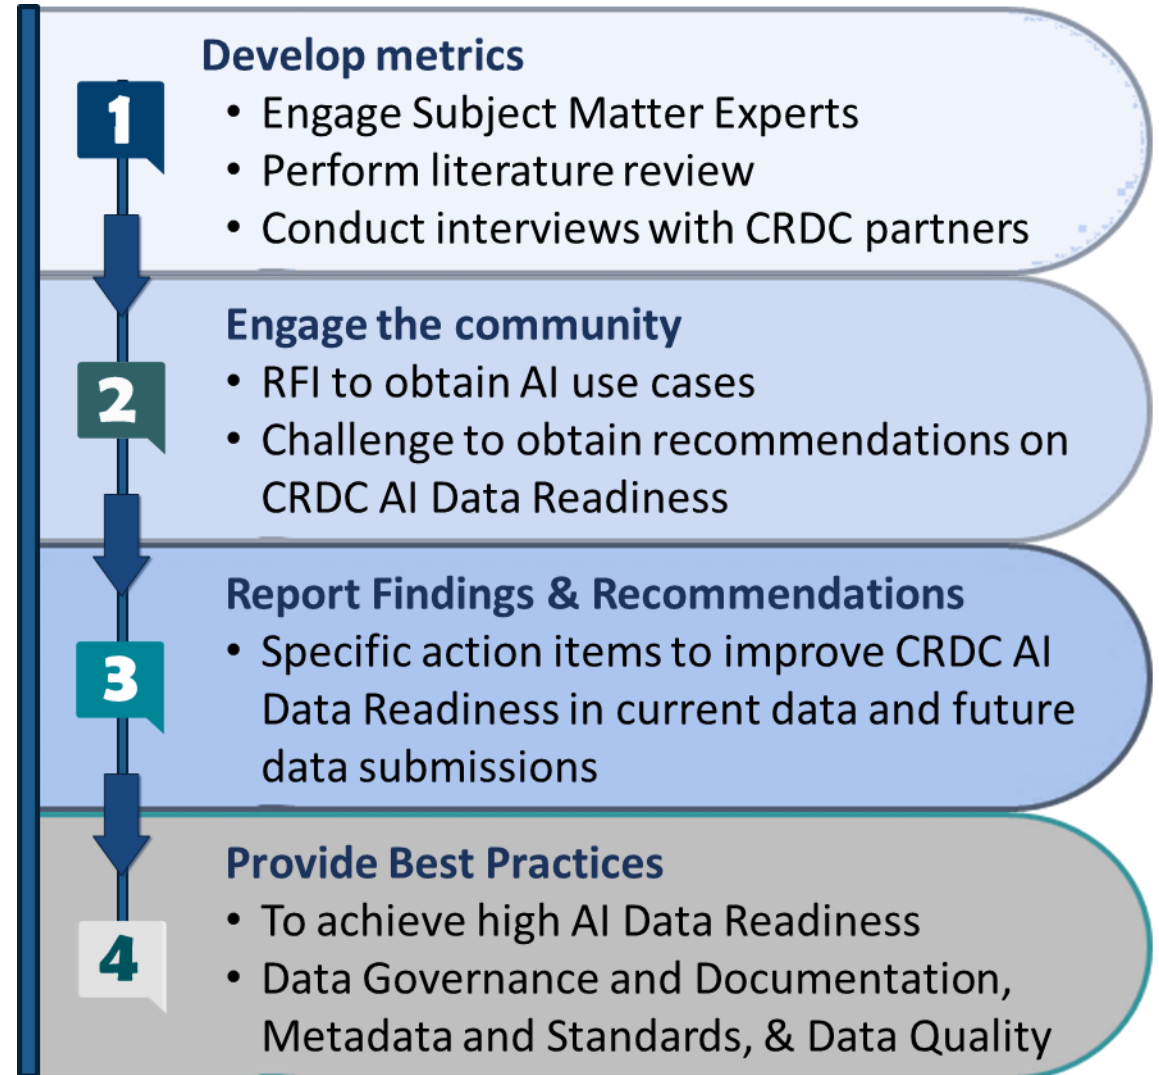 1
Develop metrics
• Engage Subject Matter Experts
• Perform literature review
• Conduct interviews with CRDC partners
2
Engage the community
• RFI to obtain AI use cases
• Challenge to obtain recommendations on
CRDC AI Data Readiness
3
Report Findings & Recommendations
• Specific action items to improve CRDC AI
Data Readiness in current data and future
data submissions
4
Provide Best Practices
• To achieve high AI Data Readiness
• Data Governance and Documentation,
Metadata and Standards, & Data Quality